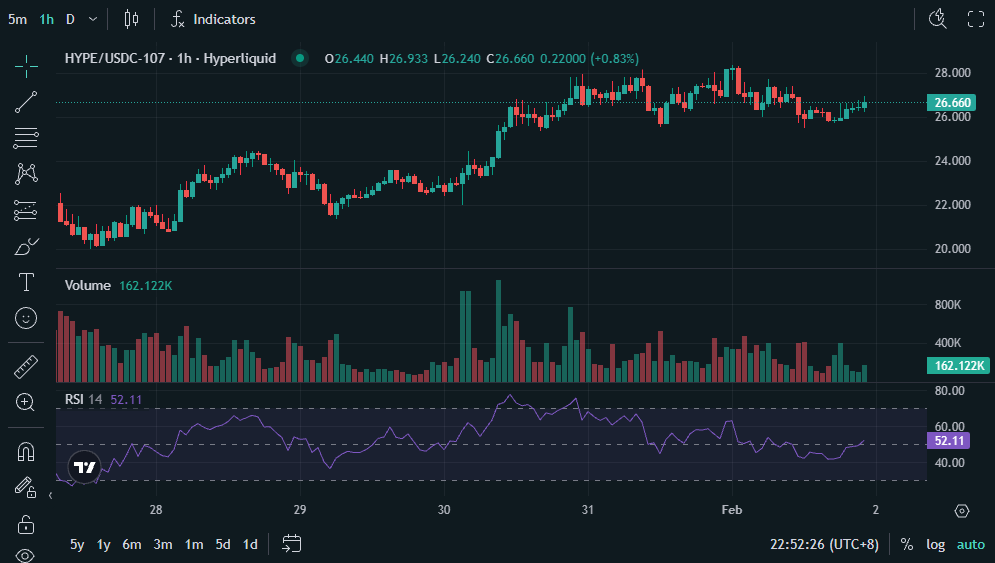 5m 1h D Indicators
HYPE/USDC-107 · 1h · Hyperliquid O26.440 H26.933 L26.240 C26.660 0.22000 (+0.83%)
28.000
26.660
26.000
24.000
22.000
20.000
Volume 162.122K
800K
400K
162.122K
RSI 14 52.11
80.00
60.00
52.11
40.00
28 29 30 31 Feb 2
5y 1y 6m 3m 1m 5d 1d 22:52:26 (UTC+8) % log auto